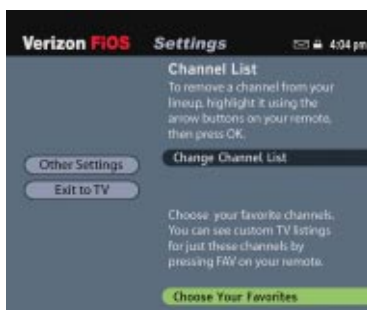 Verizon FiOS Settings 4:04 pm
Channel List
To remove a channel from your
lineup, highlight it using the
arrow buttons on your remote,
then press OK.
Change Channel List
Other Settings
Exit to TV
Choose your favorite channels.
You can see custom TV listings
for just these channels by
pressing FAV on your remote.
Choose Your Favorites